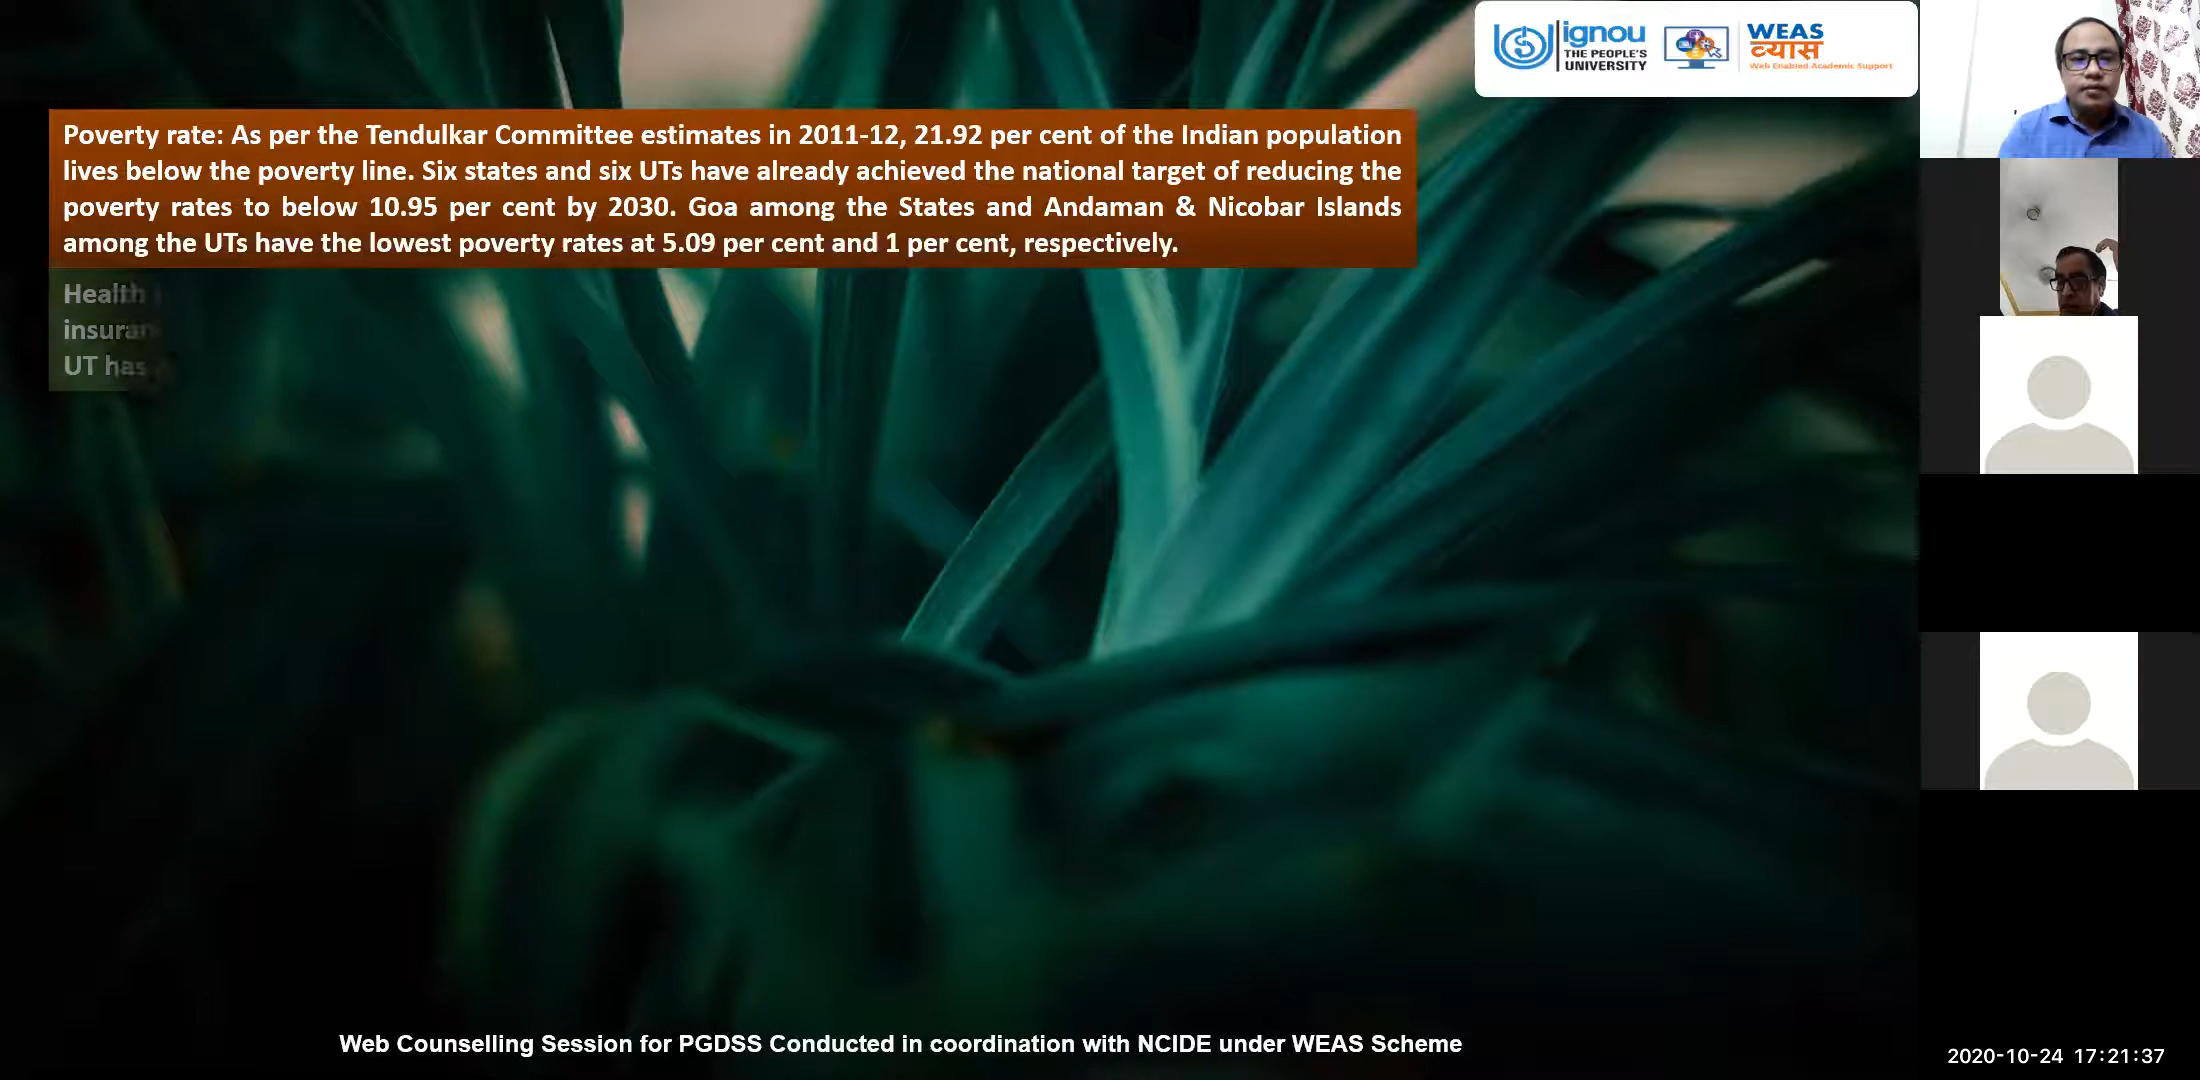 ignou
THE PEOPLE'S
UNIVERSITY
WEAS
व्यास
Web Enabled Academic Support
Poverty rate: As per the Tendulkar Committee estimates in 2011-12, 21.92 per cent of the Indian population
lives below the poverty line. Six states and six UTs have already achieved the national target of reducing the
poverty rates to below 10.95 per cent by 2030. Goa among the States and Andaman & Nicobar Islands
among the UTs have the lowest poverty rates at 5.09 per cent and 1 per cent, respectively.
Health
UT has
Web Counselling Session for PGDSS Conducted in coordination with NCIDE under WEAS Scheme
2020-10-24 17:21:37